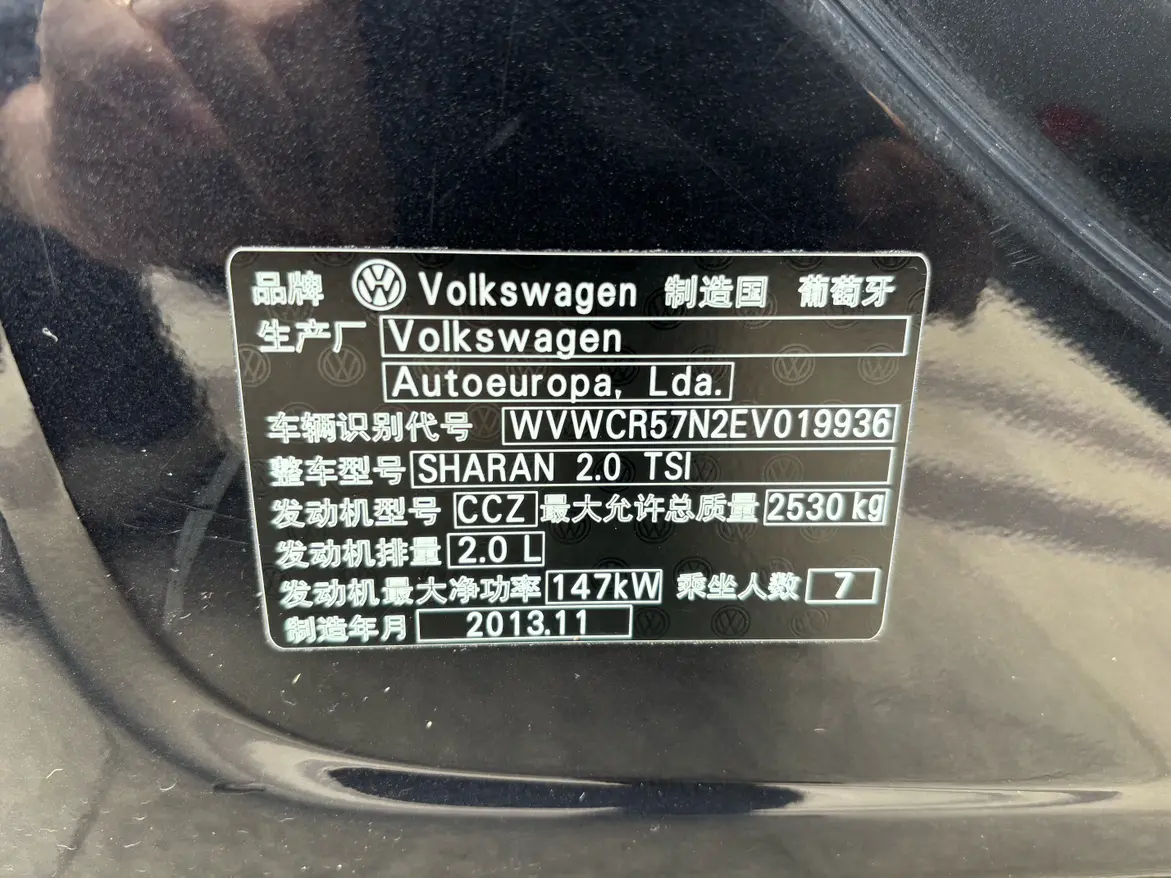 品牌 Volkswagen 制造国 葡萄牙
生产厂 Volkswagen
Autoeuropa, Lda.
车辆识别代号 WVWCR57N2EV019936
整车型号 SHARAN 2.0 TSI
发动机型号 CCZ 最大允许总质量 2530 kg
发动机排量 2.0 L
发动机最大净功率 147kW 乘坐人数 7
制造年月 2013.11